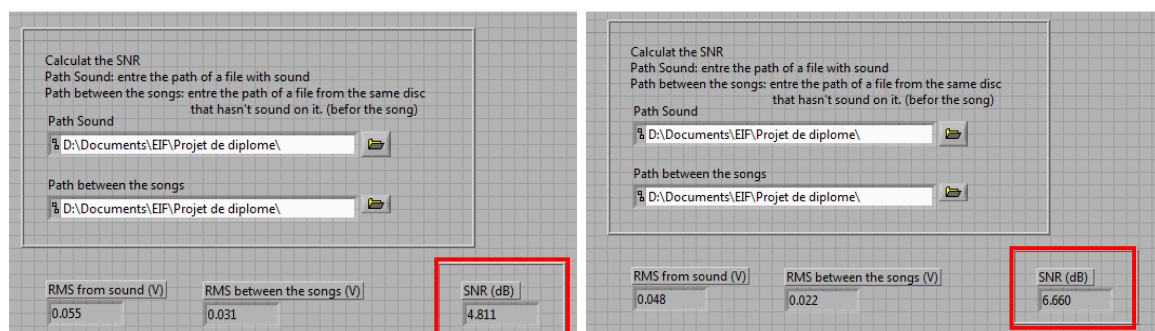 Calculat the SNR
Path Sound: entre the path of a file with sound
Path between the songs: entre the path of a file from the same disc
that hasn't sound on it. (befor the song)
Path Sound
D:\Documents\EIF\Projet de diplome\
Path between the songs
D:\Documents\EIF\Projet de diplome\
RMS from sound (V)
0.055
RMS between the songs (V)
0.031
SNR (dB)
4.811
Calculat the SNR
Path Sound: entre the path of a file with sound
Path between the songs: entre the path of a file from the same disc
that hasn't sound on it. (befor the song)
Path Sound
D:\Documents\EIF\Projet de diplome\
Path between the songs
D:\Documents\EIF\Projet de diplome\
RMS from sound (V)
0.048
RMS between the songs (V)
0.022
SNR (dB)
6.660